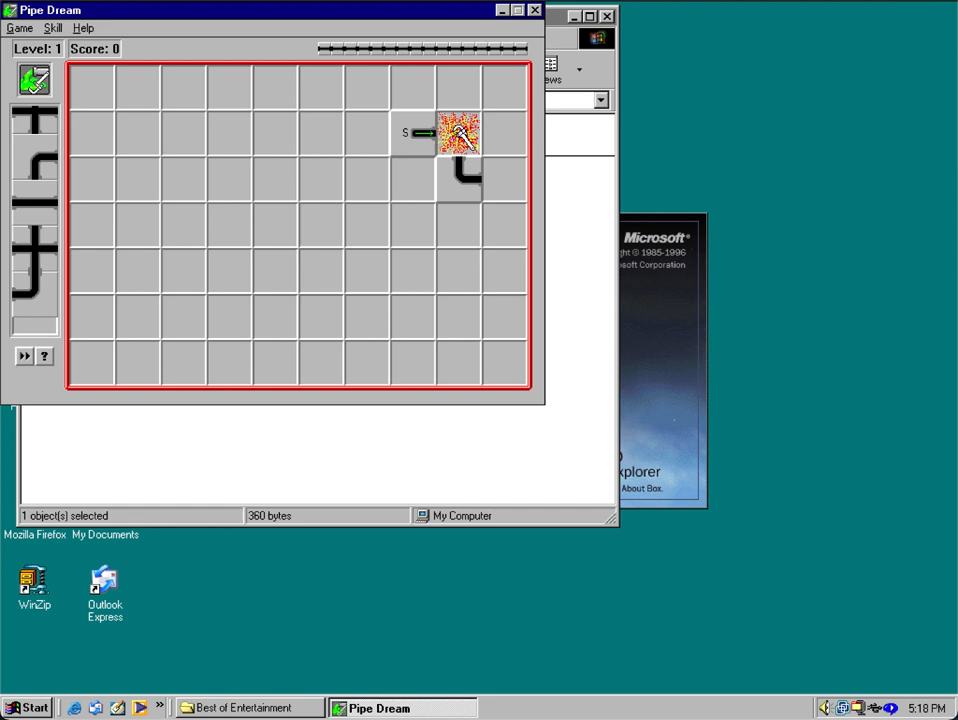 Pipe Dream
Game Skill Help
Level: 1 Score: 0
S
?
Microsoft®
ght © 1985-1996
soft Corporation
xplorer
About Box.
1 object(s) selected
360 bytes
My Computer
Mozilla Firefox
My Documents
WinZip
Outlook
Express
Start
Best of Entertainment
Pipe Dream
5:18 PM